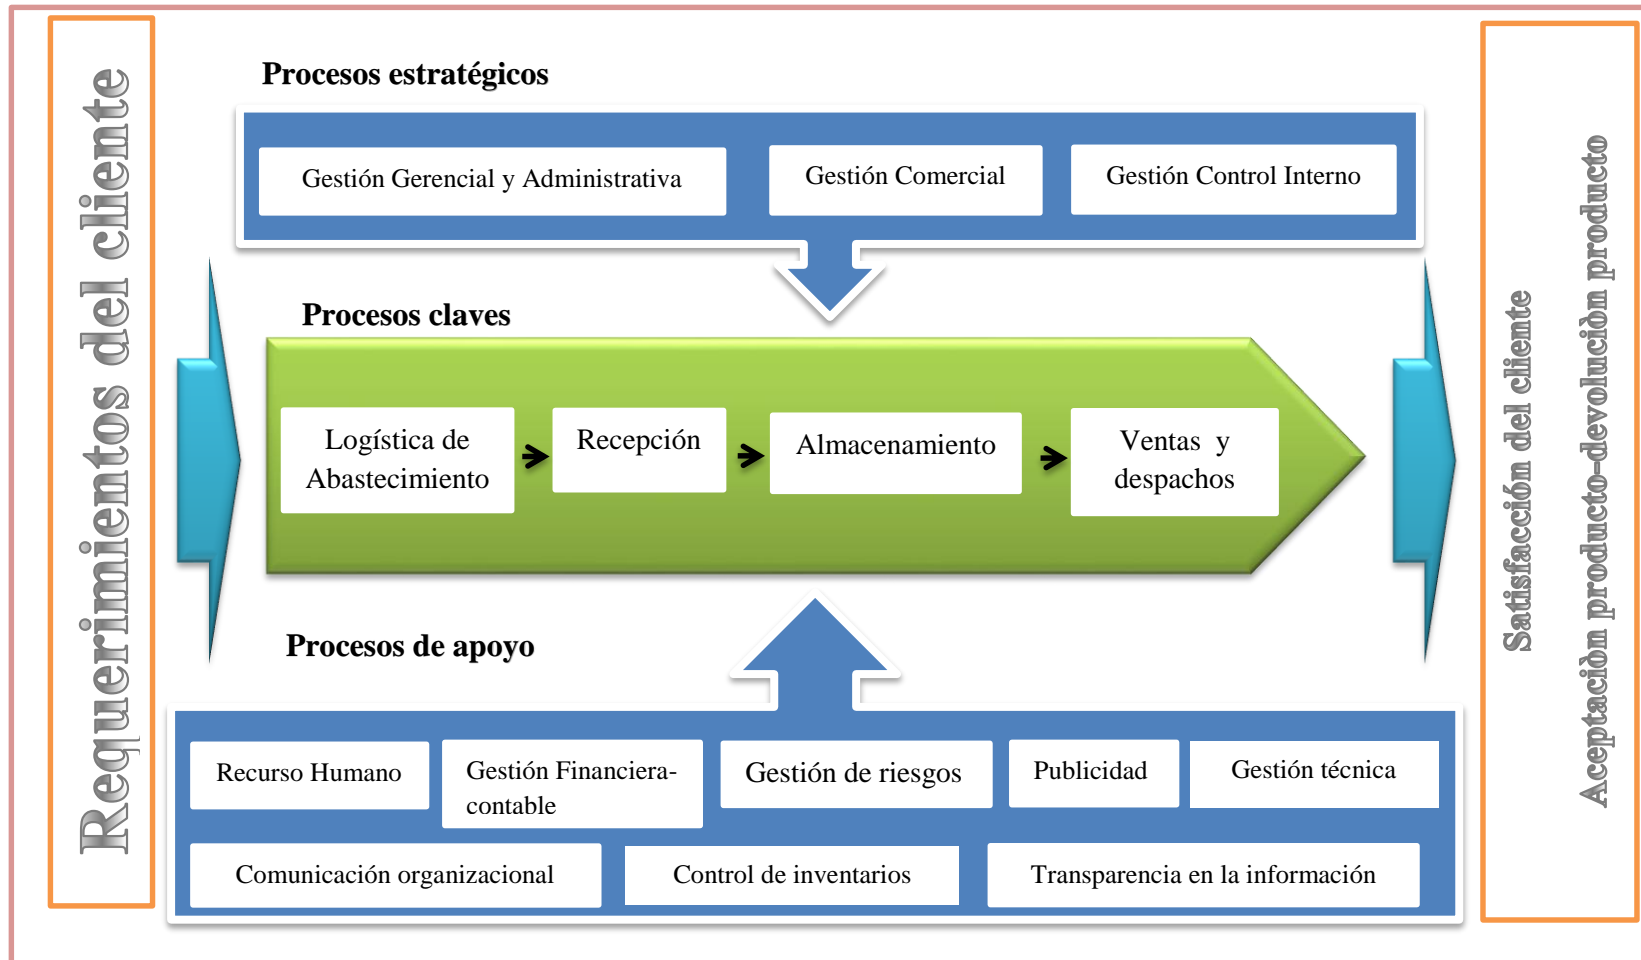 Requerimientos del cliente
Procesos estratégicos
Gestión Gerencial y Administrativa
Gestión Comercial
Gestión Control Interno
Procesos claves
Logística de
Abastecimiento
Recepción
Almacenamiento
Ventas y
despachos
Procesos de apoyo
Recurso Humano
Gestión Financiera-
contable
Gestión de riesgos
Publicidad
Gestión técnica
Comunicación organizacional
Control de inventarios
Transparencia en la información
Satisfacción del cliente
Aceptaciòn producto-devoluciòn producto